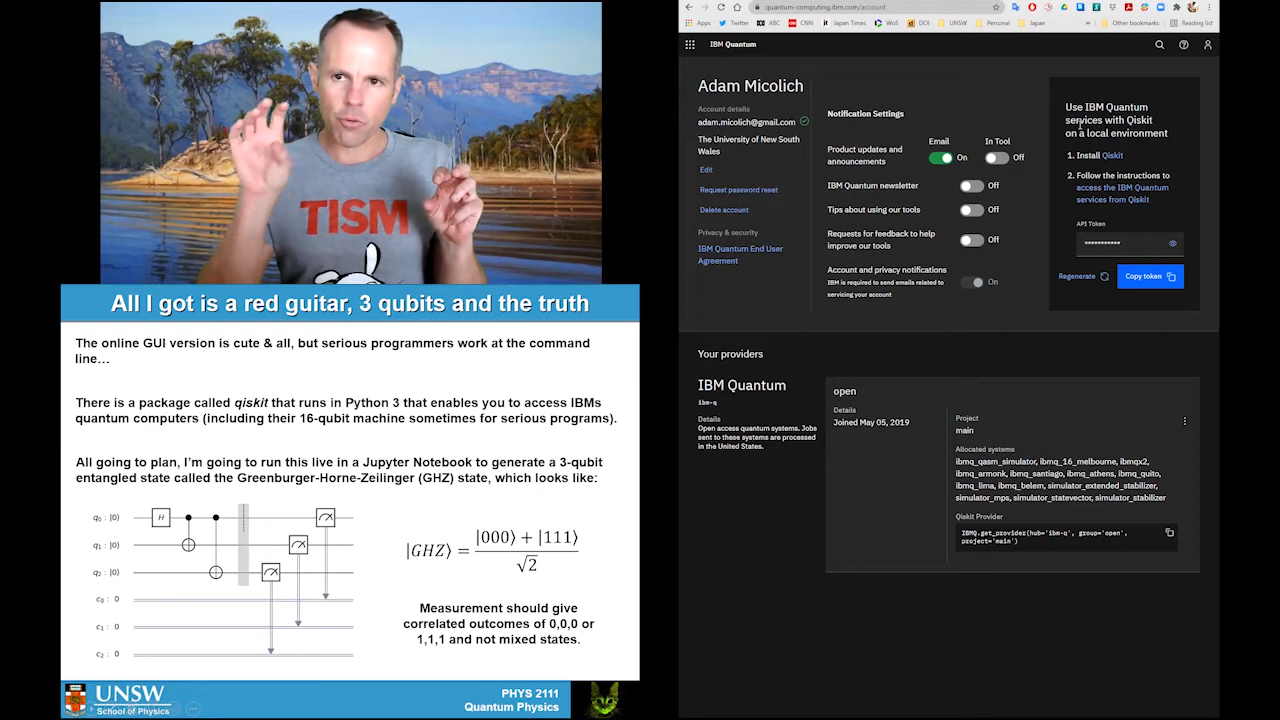 TISM
All I got is a red guitar, 3 qubits and the truth
The online GUI version is cute & all, but serious programmers work at the command
line…
There is a package called qiskit that runs in Python 3 that enables you to access IBMs
quantum computers (including their 16-qubit machine sometimes for serious programs).
All going to plan, I'm going to run this live in a Jupyter Notebook to generate a 3-qubit
entangled state called the Greenburger-Horne-Zeilinger (GHZ) state, which looks like:
q₀ : |0⟩
H
q₁ : |0⟩
q₂ : |0⟩
c₀ : 0
c₁ : 0
c₂ : 0
|GHZ⟩ = |000⟩ + |111⟩ / √2
Measurement should give
correlated outcomes of 0,0,0 or
1,1,1 and not mixed states.
UNSW
School of Physics
PHYS 2111
Quantum Physics
quantum-computing.ibm.com/account
Apps Twitter ABC CNN Japan Times WoS DOI UNSW Personal Japan » Other bookmarks Reading list
IBM Quantum
Adam Micolich
Account details
adam.micolich@gmail.com
The University of New South
Wales
Edit
Request password reset
Delete account
Privacy & security
IBM Quantum End User
Agreement
Notification Settings
Email In Tool
Product updates and
announcements
On Off
IBM Quantum newsletter Off
Tips about using our tools Off
Requests for feedback to help
improve our tools
Off
Account and privacy notifications
IBM is required to send emails related to
servicing your account
On
Use IBM Quantum
services with Qiskit
on a local environment
1. Install Qiskit
2. Follow the instructions to
access the IBM Quantum
services from Qiskit
API Token
***********
Regenerate
Copy token
Your providers
IBM Quantum
ibm-q
Details
Open access quantum systems. Jobs
sent to these systems are processed
in the United States.
open
Details
Joined May 05, 2019
Project
main
Allocated systems
ibmq_qasm_simulator, ibmq_16_melbourne, ibmqx2,
ibmq_armonk, ibmq_santiago, ibmq_athens, ibmq_quito,
ibmq_lima, ibmq_belem, simulator_extended_stabilizer,
simulator_mps, simulator_statevector, simulator_stabilizer
Qiskit Provider
IBMQ.get_provider(hub='ibm-q', group='open',
project='main')